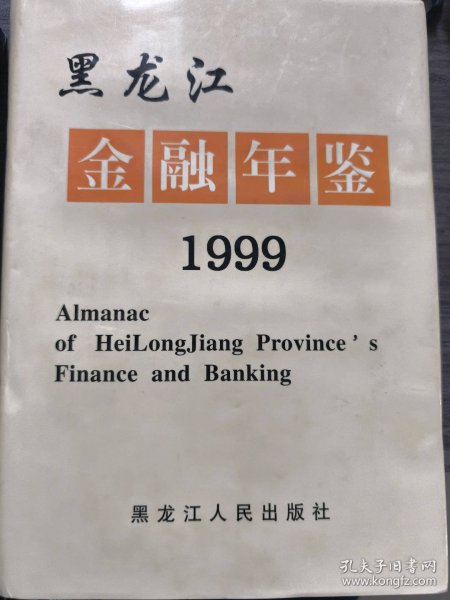 黑龙江
金融年鉴
1999
Almanac
of HeiLongJiang Province's
Finance and Banking
黑龙江人民出版社
孔夫子旧书网
www.kongfz.com